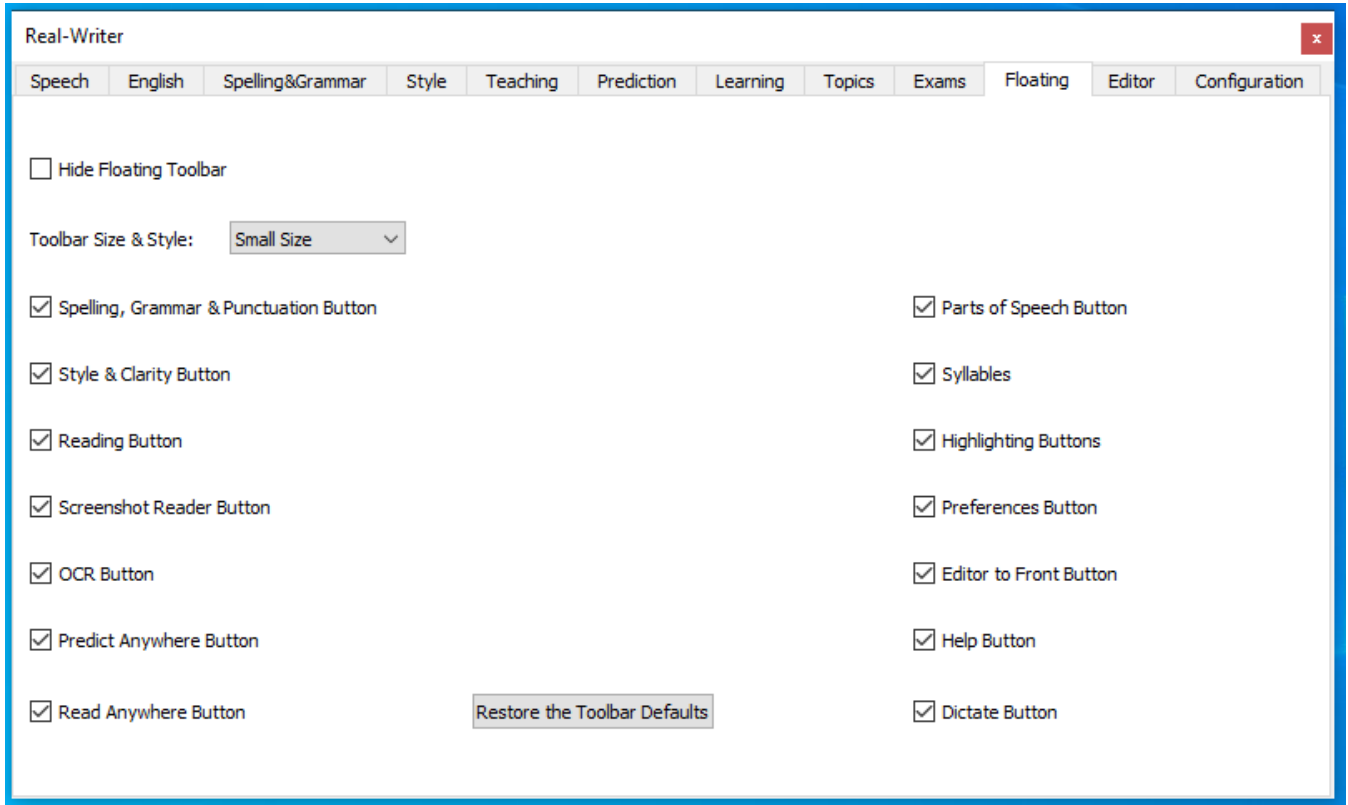 Real-Writer
x
Speech English Spelling&Grammar Style Teaching Prediction Learning Topics Exams Floating Editor Configuration
Hide Floating Toolbar
Toolbar Size & Style: Small Size
Spelling, Grammar & Punctuation Button
Parts of Speech Button
Style & Clarity Button
Syllables
Reading Button
Highlighting Buttons
Screenshot Reader Button
Preferences Button
OCR Button
Editor to Front Button
Predict Anywhere Button
Help Button
Read Anywhere Button
Restore the Toolbar Defaults
Dictate Button